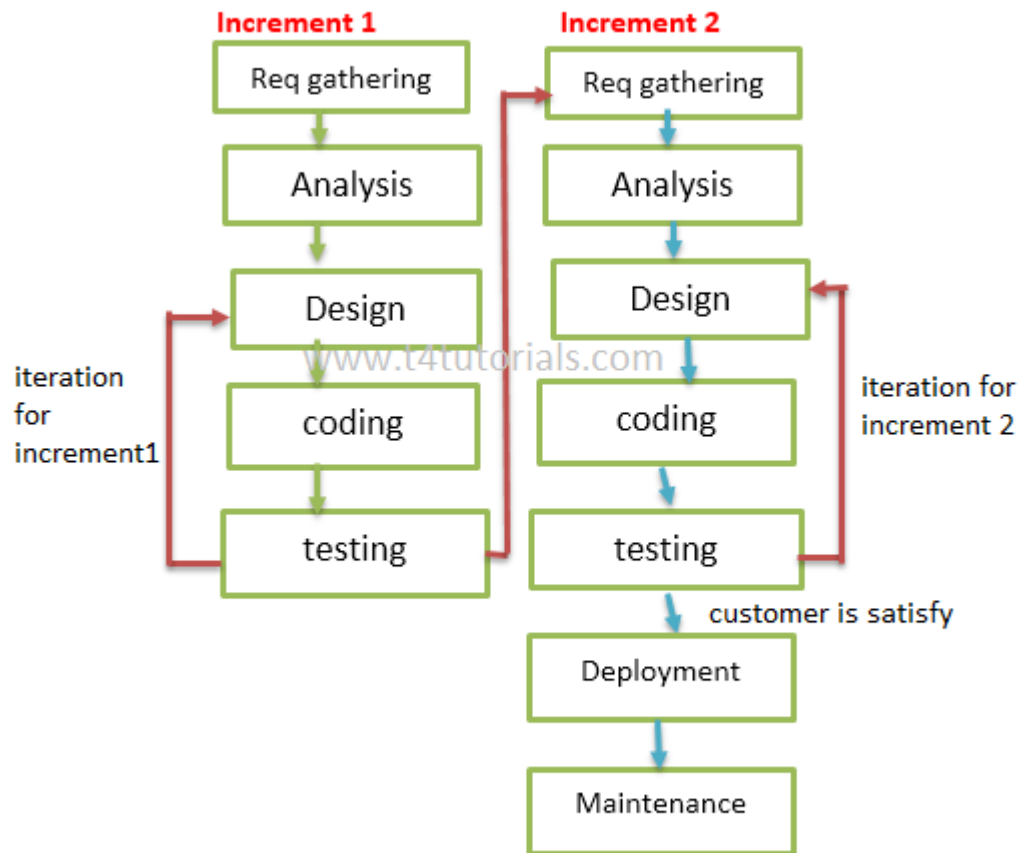 Increment 1
Req gathering
Analysis
Design
coding
testing
iteration
for
increment1
Increment 2
Req gathering
Analysis
Design
coding
testing
iteration for
increment 2
customer is satisfy
Deployment
Maintenance
www.t4tutorials.com